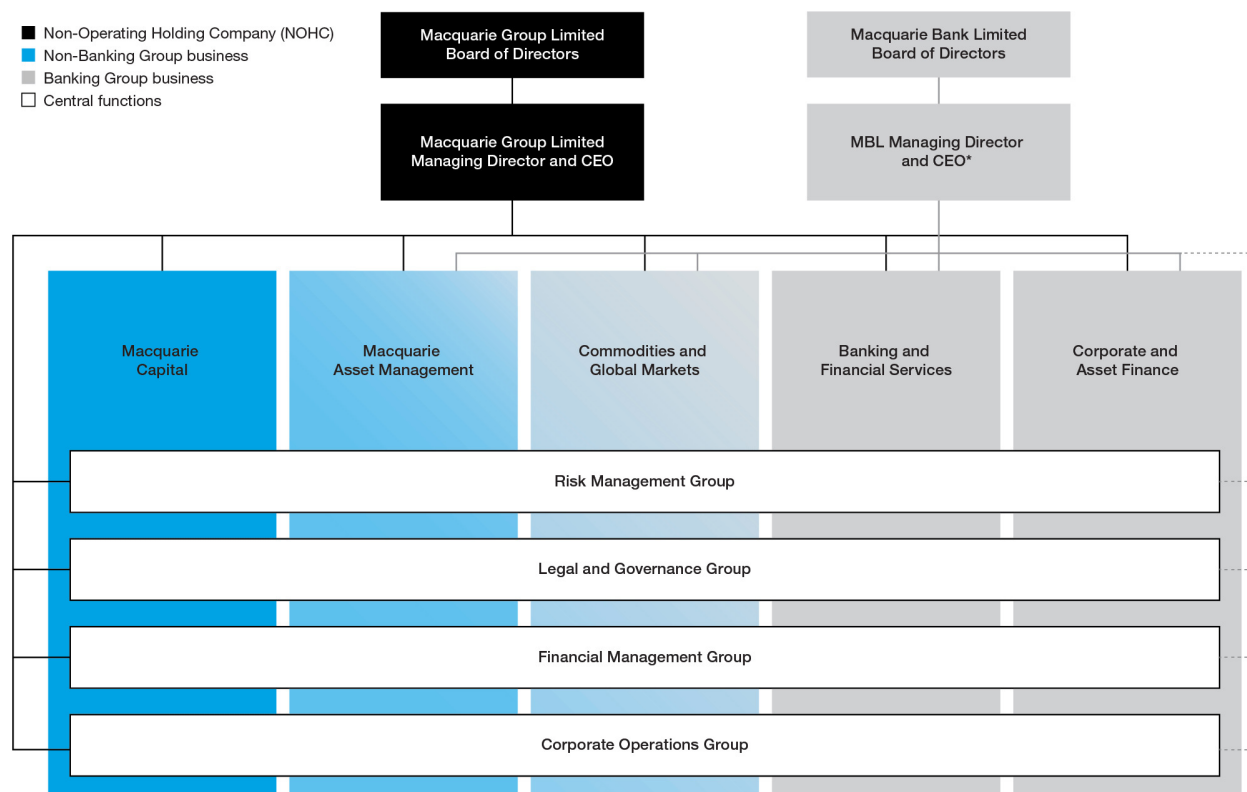 Non-Operating Holding Company (NOHC)
Non-Banking Group business
Banking Group business
Central functions
Macquarie Group Limited
Board of Directors
Macquarie Bank Limited
Board of Directors
Macquarie Group Limited
Managing Director and CEO
MBL Managing Director
and CEO*
Macquarie
Capital
Macquarie
Asset Management
Commodities and
Global Markets
Banking and
Financial Services
Corporate and
Asset Finance
Risk Management Group
Legal and Governance Group
Financial Management Group
Corporate Operations Group